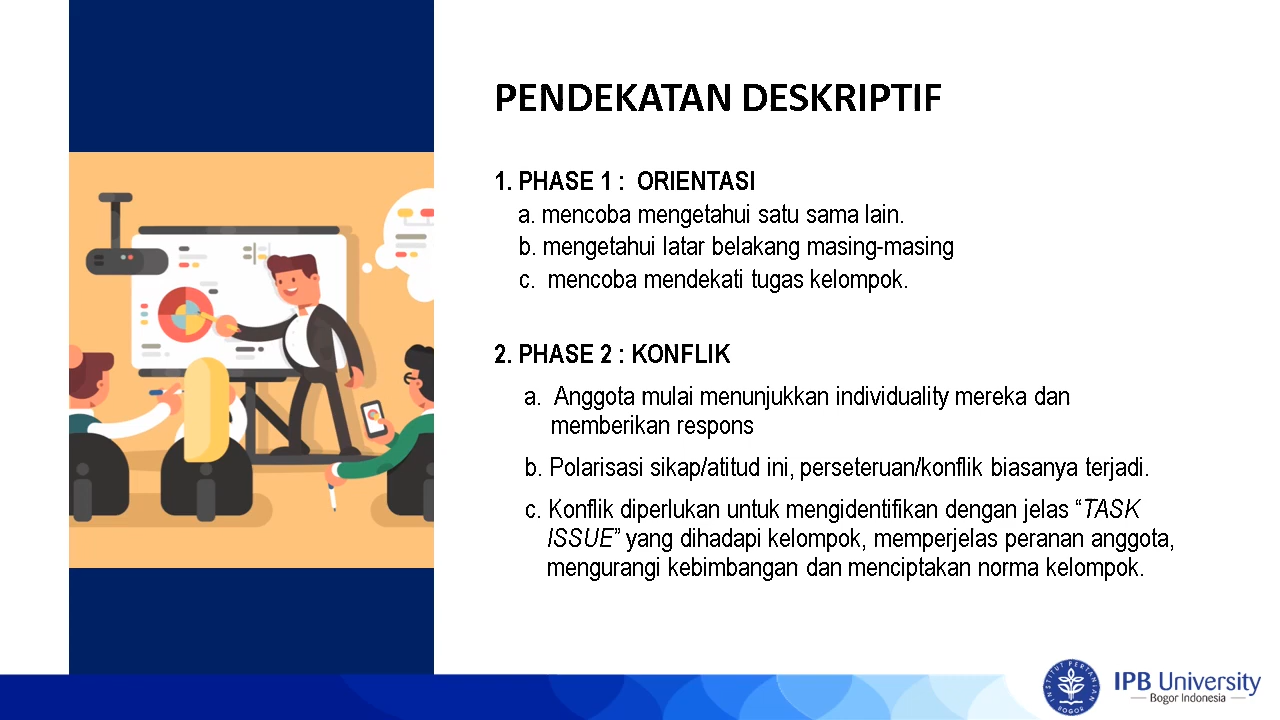 PENDEKATAN DESKRIPTIF
1. PHASE 1 : ORIENTASI
a. mencoba mengetahui satu sama lain.
b. mengetahui latar belakang masing-masing
c. mencoba mendekati tugas kelompok.
2. PHASE 2 : KONFLIK
a. Anggota mulai menunjukkan individuality mereka dan
memberikan respons
b. Polarisasi sikap/atitud ini, perseteruan/konflik biasanya terjadi.
c. Konflik diperlukan untuk mengidentifikan dengan jelas “TASK
ISSUE” yang dihadapi kelompok, memperjelas peranan anggota,
mengurangi kebimbangan dan menciptakan norma kelompok.
INSTITUT PERTANIAN
BOGOR
IPB University
Bogor Indonesia